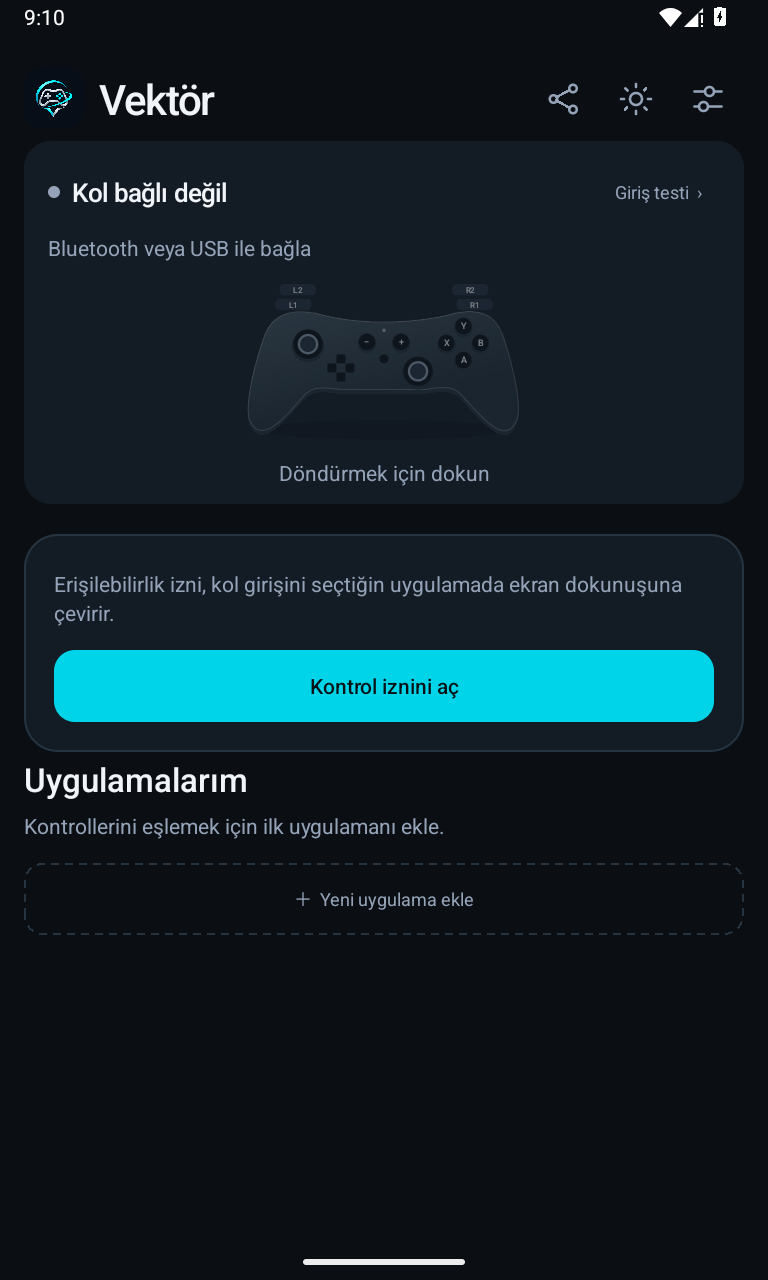 9:10
Vektör
Kol bağlı değil
Giriş testi ›
Bluetooth veya USB ile bağla
L2
R2
L1
R1
Y
X
B
A
Döndürmek için dokun
Erişilebilirlik izni, kol girişini seçtiğin uygulamada ekran dokunuşuna
çevirir.
Kontrol iznini aç
Uygulamalarım
Kontrollerini eşlemek için ilk uygulamanı ekle.
+ Yeni uygulama ekle